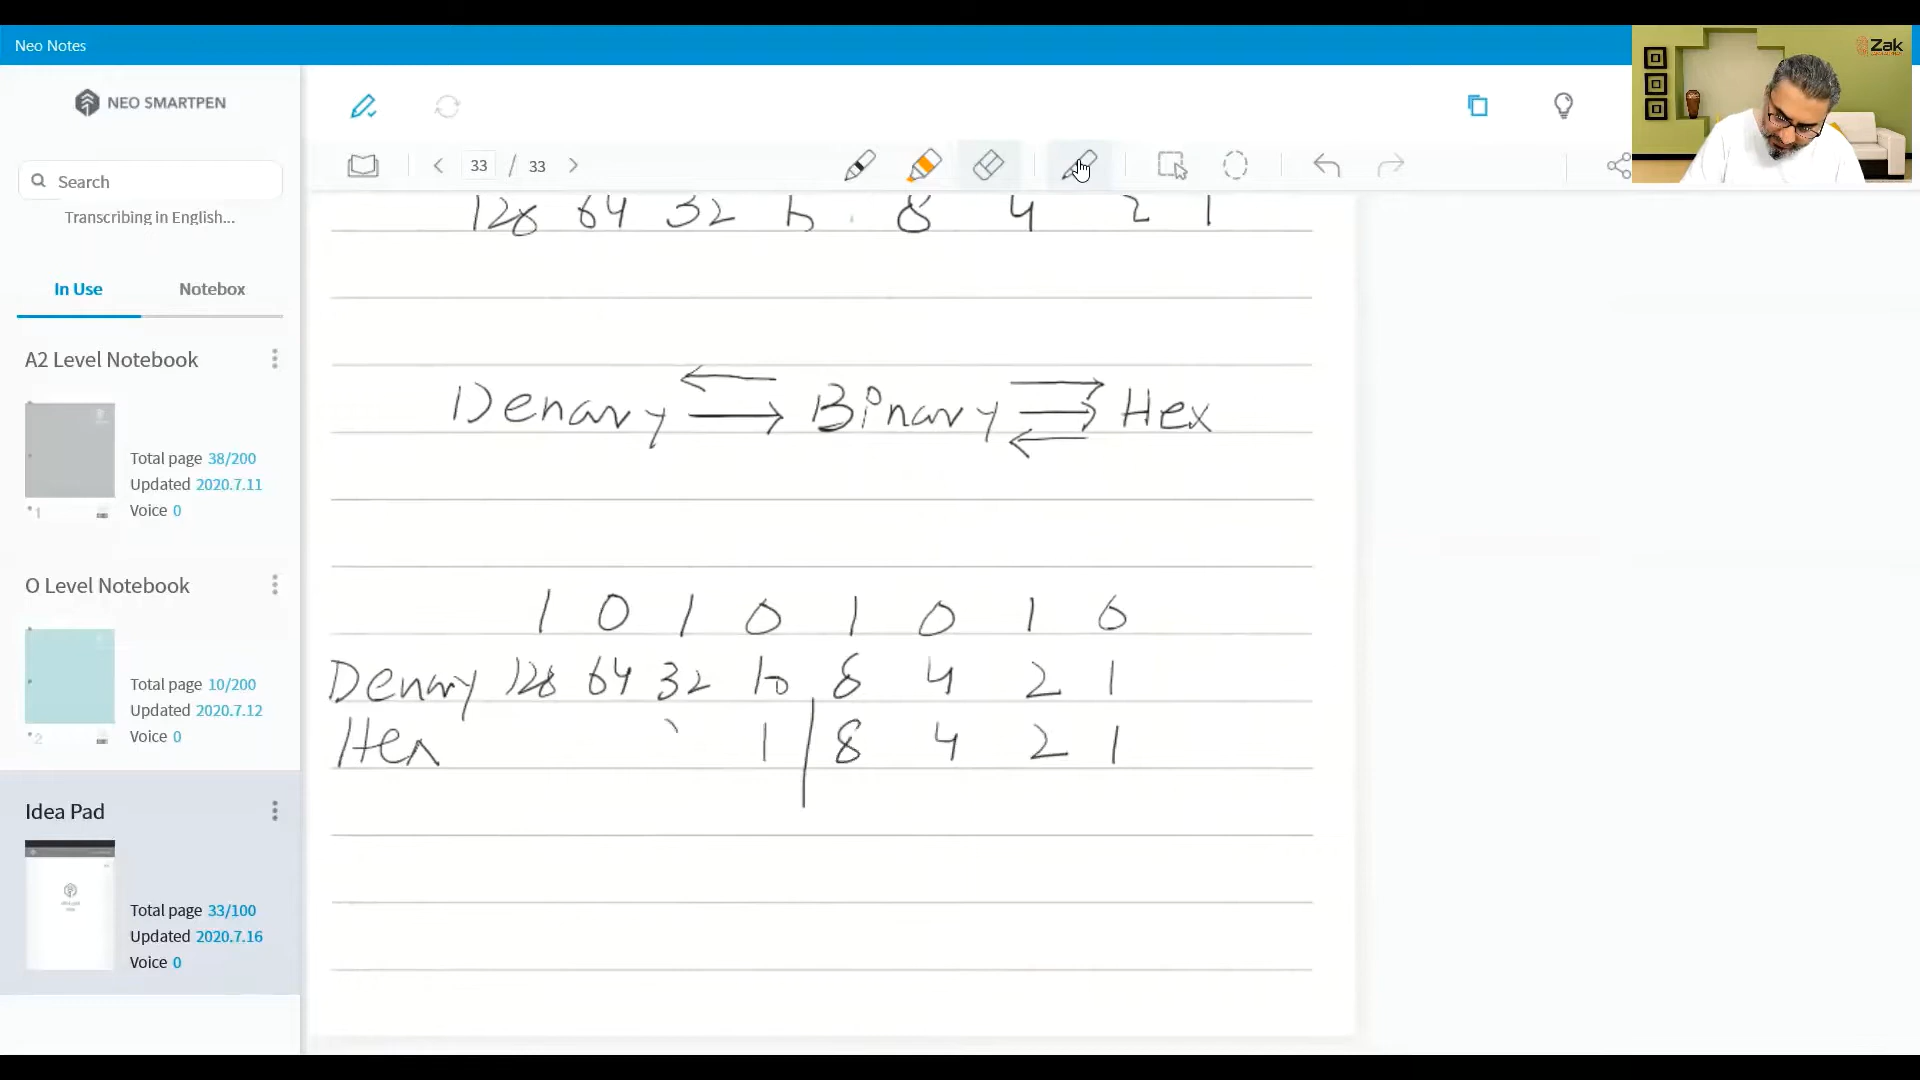 Neo Notes
Zak
NEO SMARTPEN
Search
Transcribing in English...
33 / 33
In Use Notebox
A2 Level Notebook
Total page 38/200
Updated 2020.7.11
Voice 0
1
O Level Notebook
Total page 10/200
Updated 2020.7.12
Voice 0
2
Idea Pad
Total page 33/100
Updated 2020.7.16
Voice 0
128 64 32 16 8 4 2 1
Denary Binary Hex
1 0 1 0 1 0 1 0
Denary 128 64 32 16 8 4 2 1
Hex 1 8 4 2 1